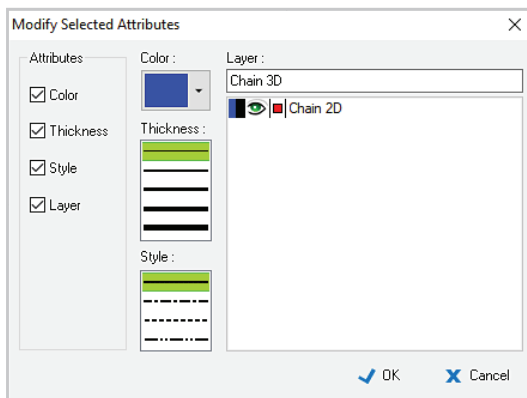 Modify Selected Attributes
Attributes
Color
Thickness
Style
Layer
Color :
Thickness :
Style :
Layer :
Chain 3D
Chain 2D
OK
Cancel